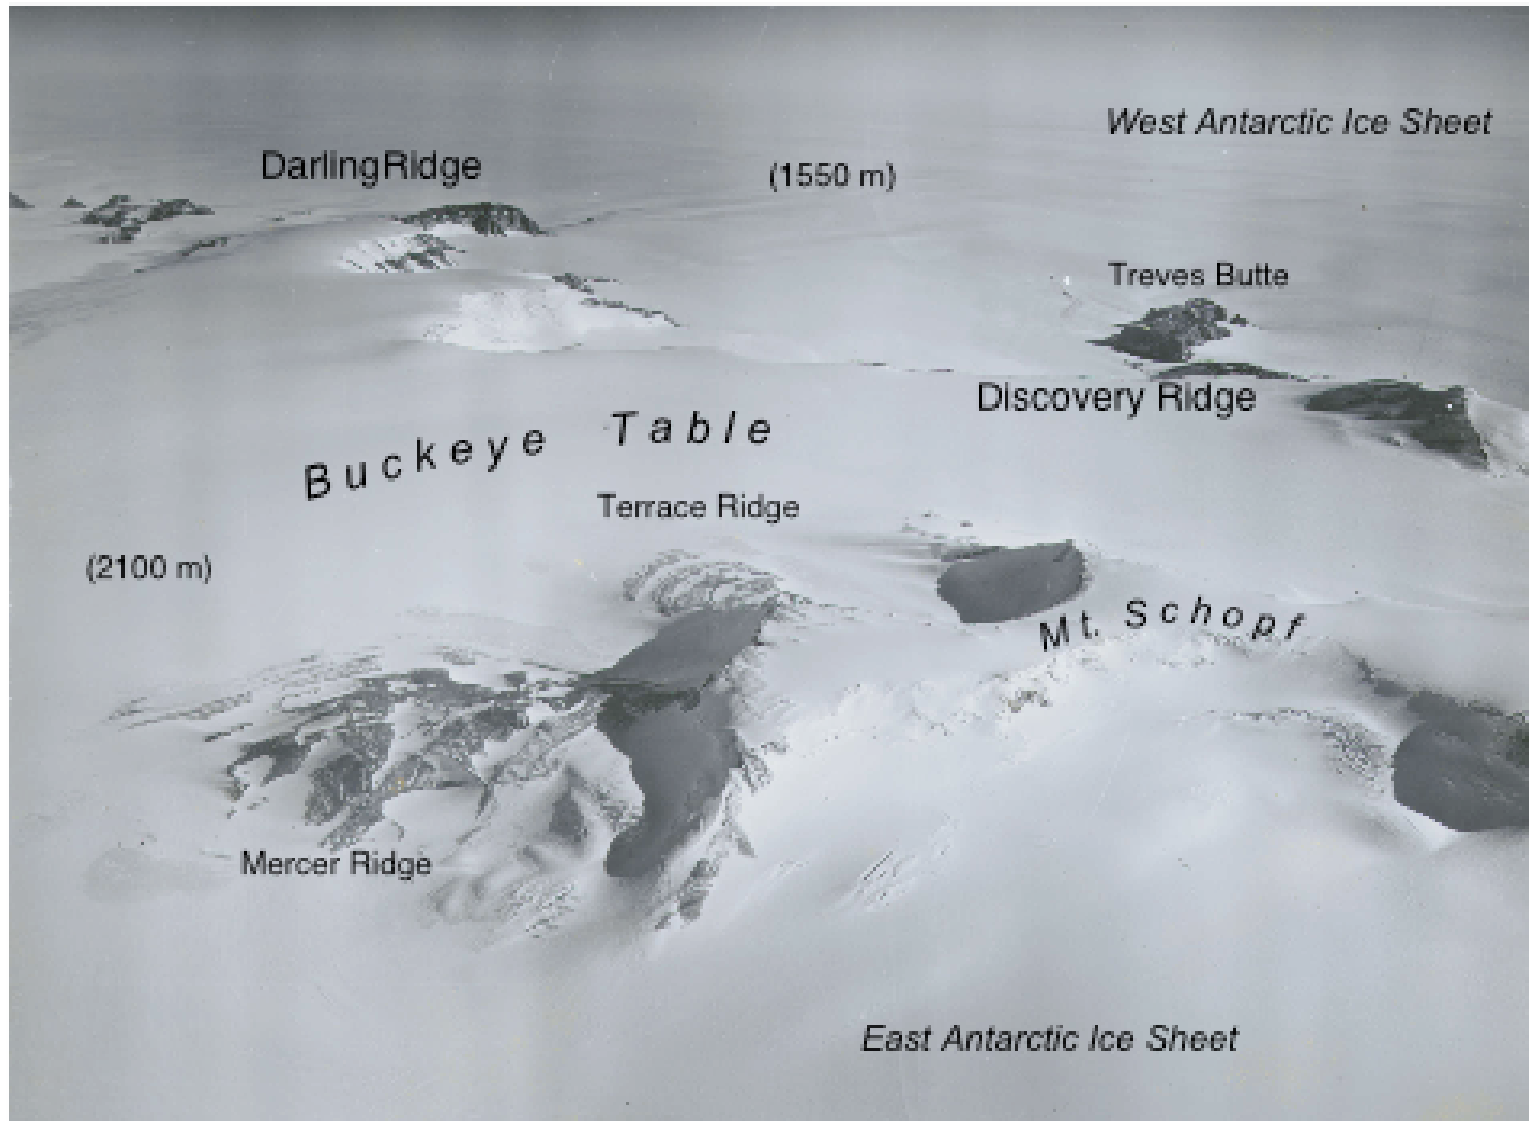 West Antarctic Ice Sheet
DarlingRidge
(1550 m)
Treves Butte
Discovery Ridge
Buckeye Table
Terrace Ridge
(2100 m)
Mt. Schopf
Mercer Ridge
East Antarctic Ice Sheet